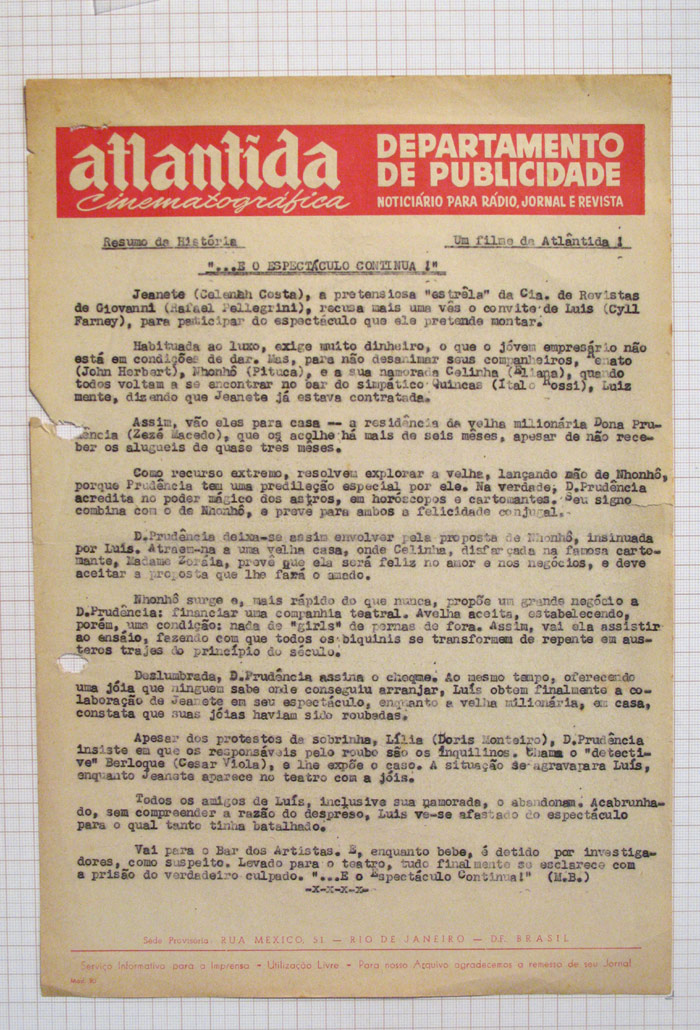 atlantida
cinematográfica
DEPARTAMENTO
DE PUBLICIDADE
NOTICIÁRIO PARA RÁDIO, JORNAL E REVISTA
Resumo da História Um filme da Atlântida !
"...E O ESPECTÁCULO CONTINUA !"
Jeanete (Celenhh Costa), a pretensiosa "estrêla" da Cia. de Revistas
de Giovanni (Rafael Pellegrini), recusa mais uma vês o convite de Luis (Cyll
Farney), para participar do espectáculo que ele pretende montar.
Habituada ao luxo, exige muito dinheiro, o que o jóvem empresário não
está em condições de dar. Mas, para não desanimar seus companheiros, Renato
(John Herbert), Nhonhô (Pituca), e a sua namorada Celinha (Eliana), quando
todos voltam a se encontrar no bar do simpático Quincas (Italo Rossi), Luiz
mente, dizendo que Jeanete já estava contratada.
Assim, vão eles para casa -- a residência da velha milionária Dona Pru-
dência (Zezé Macedo), que os acolhe há mais de seis mêses, apesar de não rece-
ber os alugueis de quase tres mêses.
Como recurso extremo, resolvem explorar a velha, lançando mão de Nhonhô,
porque Prudência tem uma predileção especial por ele. Na verdade, D.Prudência
acredita no poder mágico dos astros, em horóscopos e cartomantes. Seu signo
combina com o de Nhonhô, e prevê para ambos a felicidade conjugal.
D.Prudência deixa-se assim envolver pela proposta de Nhonhô, insinuada
por Luís. Atraem-na a uma velha casa, onde Celinha, disfarçada na famosa carto-
mante, Madame Zoraia, prevê que ela será feliz no amor e nos negócios, e deve
aceitar a proposta que lhe fará o amado.
Nhonhô surge e, mais rápido do que nunca, propõe um grande negócio a
D.Prudência: financiar uma companhia teatral. Avelha aceita, estabelecendo,
porém, uma condição: nada de "girls" de pernas de fora. Assim, vai ela assistir
ao ensáio, fazendo com que todos os biquinis se transformem de repente em aus-
teros trajes do princípio do século.
Deslumbrada, D.Prudência assina o cheque. Ao mesmo tempo, oferecendo
uma jóia que ninguem sabe onde conseguiu arranjar, Luís obtem finalmente a co-
laboração de Jeanete em seu espectáculo, enquanto a velha milionária, em casa,
constata que suas jóias haviam sido roubadas.
Apesar dos protestos da sobrinha, Lília (Doris Monteiro), D.Prudência
insiste em que os responsáveis pelo roubo são os inquilinos. Chama o "detecti-
ve" Berloque (Cesar Viola), e lhe expõe o caso. A situação se agravapara Luís,
enquanto Jeanete aparece no teatro com a jóis.
Todos os amigos de Luís, inclusive sua namorada, o abandonam. Acabrunha-
do, sem compreender a razão do despreso, Luis ve-se afastado do espectáculo
para o qual tanto tinha batalhado.
Vai para o Bar dos Artistas. E, enquanto bebe, é detido por investiga-
dores, como suspeito. Levado para o teatro, tudo finalmente se esclarece com
a prisão do verdadeiro culpado. "...E o Espectáculo Continua!" (M.B.)
-x-x-x-x-
Sede Provisória: RUA MEXICO, 51 — RIO DE JANEIRO — D.F. BRASIL
Serviço Informativo para a Imprensa • Utilização Livre • Para nosso Arquivo agradecemos a remessa de seu Jornal